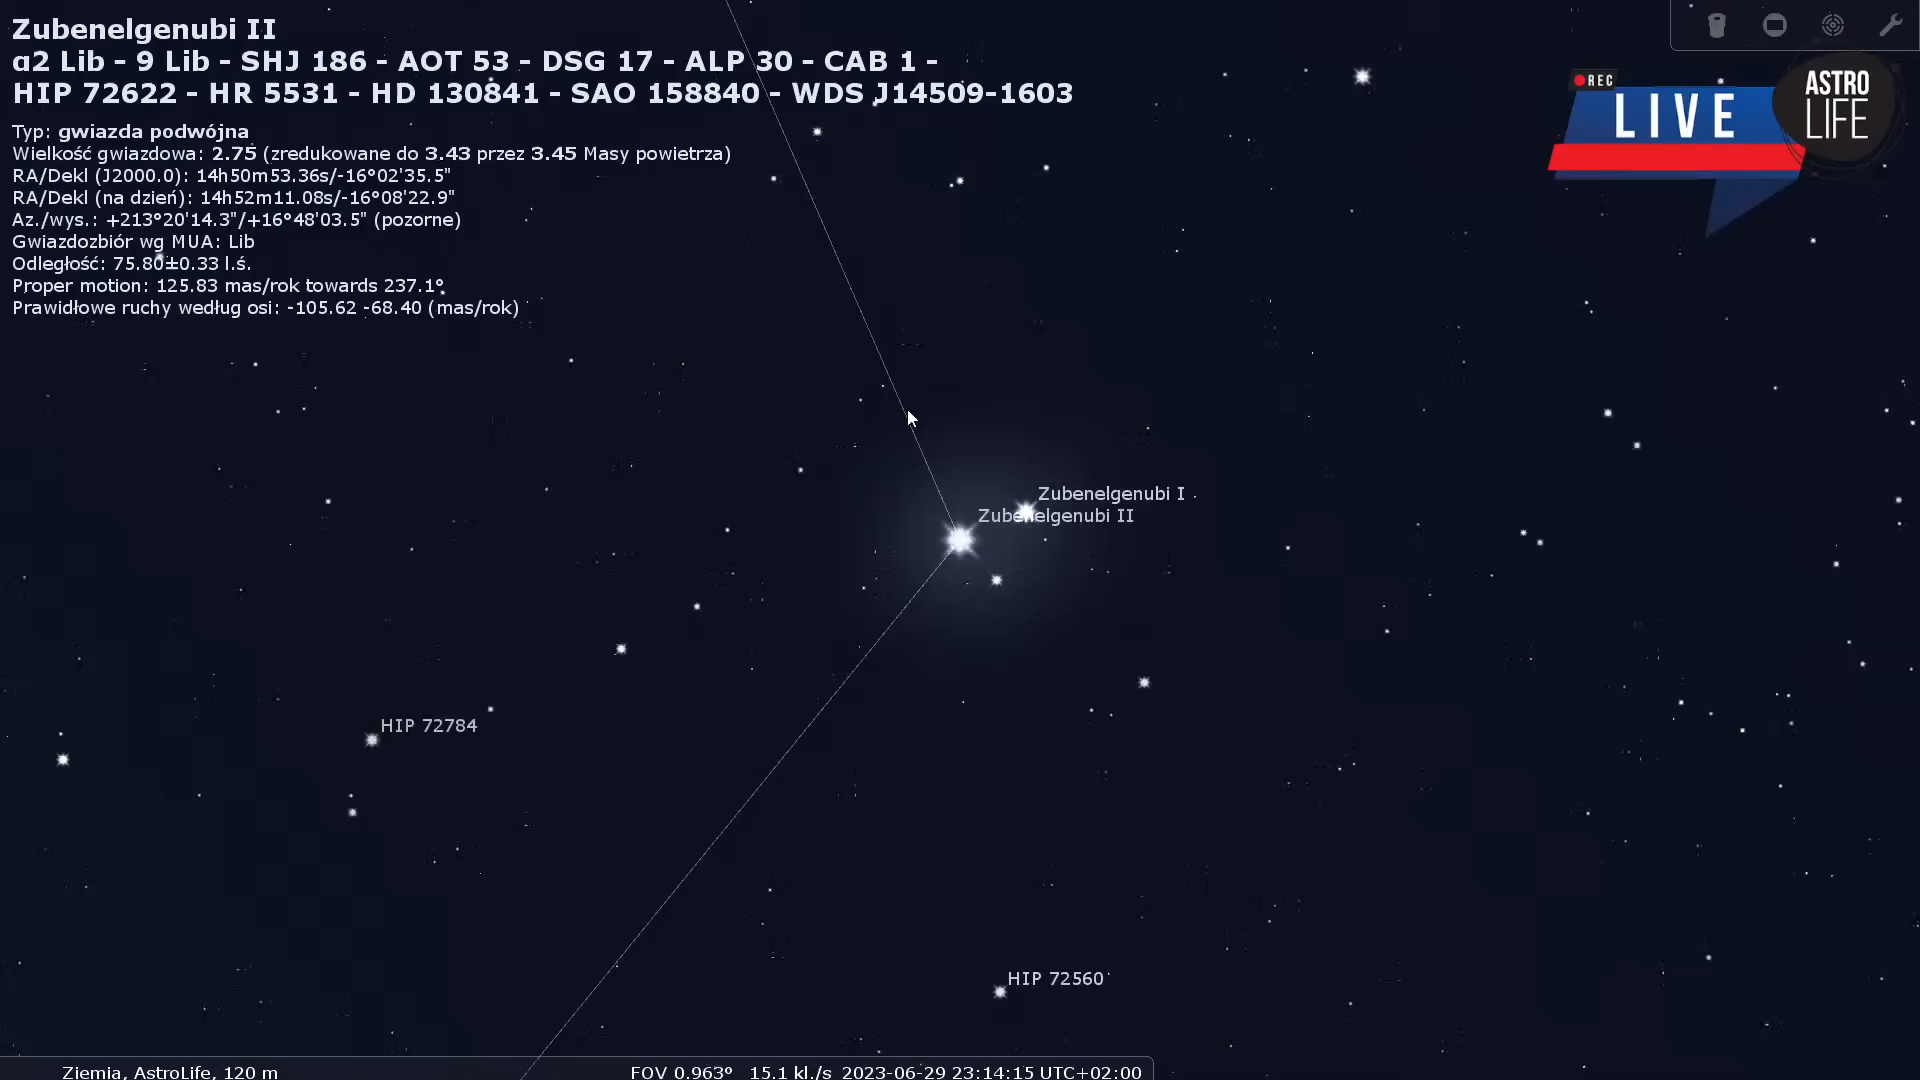 Zubenelgenubi II
α2 Lib - 9 Lib - SHJ 186 - AOT 53 - DSG 17 - ALP 30 - CAB 1 -
HIP 72622 - HR 5531 - HD 130841 - SAO 158840 - WDS J14509-1603
Typ: gwiazda podwójna
Wielkość gwiazdowa: 2.75 (zredukowane do 3.43 przez 3.45 Masy powietrza)
RA/Dekl (J2000.0): 14h50m53.36s/-16°02'35.5"
RA/Dekl (na dzień): 14h52m11.08s/-16°08'22.9"
Az./wys.: +213°20'14.3"/+16°48'03.5" (pozorne)
Gwiazdozbiór wg MUA: Lib
Odległość: 75.80±0.33 l.ś.
Proper motion: 125.83 mas/rok towards 237.1°
Prawidłowe ruchy według osi: -105.62 -68.40 (mas/rok)
REC
LIVE
ASTRO
LIFE
Zubenelgenubi I
Zubenelgenubi II
HIP 72784
HIP 72560
Ziemia, AstroLife, 120 m
FOV 0.963° 15.1 kl./s 2023-06-29 23:14:15 UTC+02:00